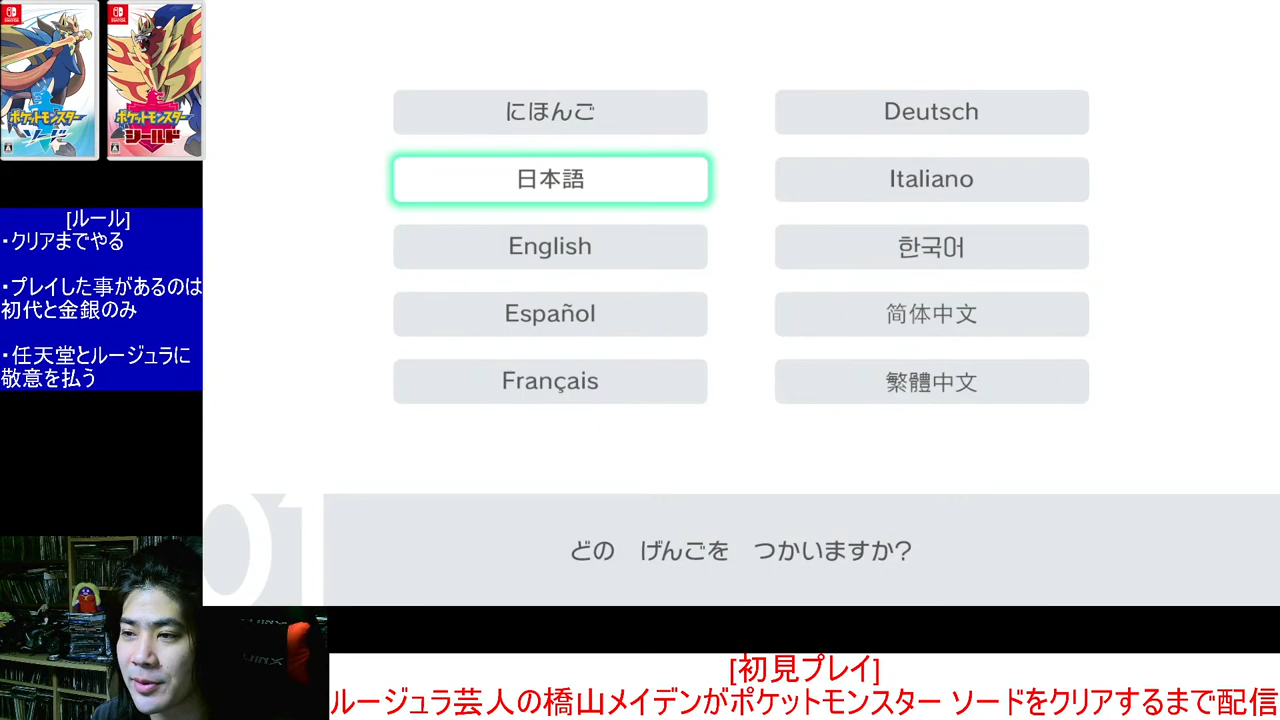 ポケットモンスター
ソード
ポケットモンスター
シールド
[ルール]
・クリアまでやる
・プレイした事があるのは
初代と金銀のみ
・任天堂とルージュラに
敬意を払う
にほんご
Deutsch
日本語
Italiano
English
한국어
Español
简体中文
Français
繁體中文
01
どの　げんごを　つかいますか?
[初見プレイ]
ルージュラ芸人の橋山メイデンがポケットモンスター ソードをクリアするまで配信